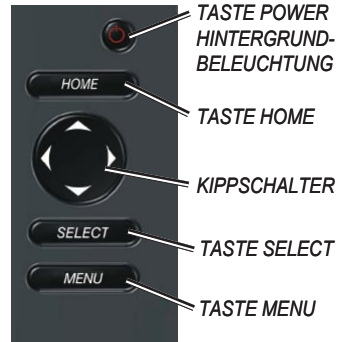 TASTE POWER
HINTERGRUND-
BELEUCHTUNG
HOME
TASTE HOME
KIPPSCHALTER
SELECT
TASTE SELECT
MENU
TASTE MENU